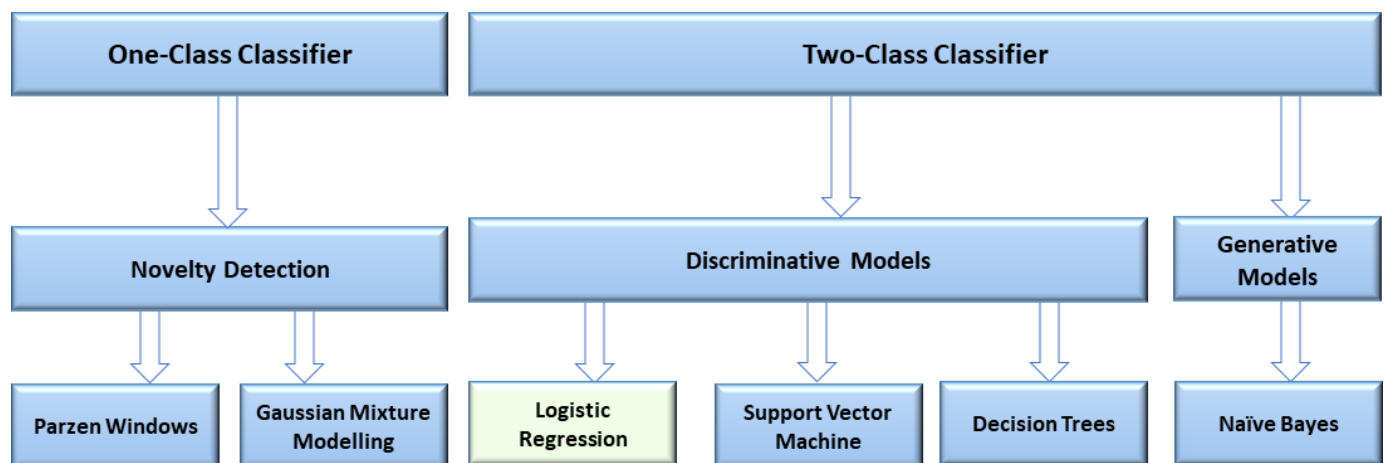 One-Class Classifier
Two-Class Classifier
Novelty Detection
Discriminative Models
Generative
Models
Parzen Windows
Gaussian Mixture
Modelling
Logistic
Regression
Support Vector
Machine
Decision Trees
Naïve Bayes